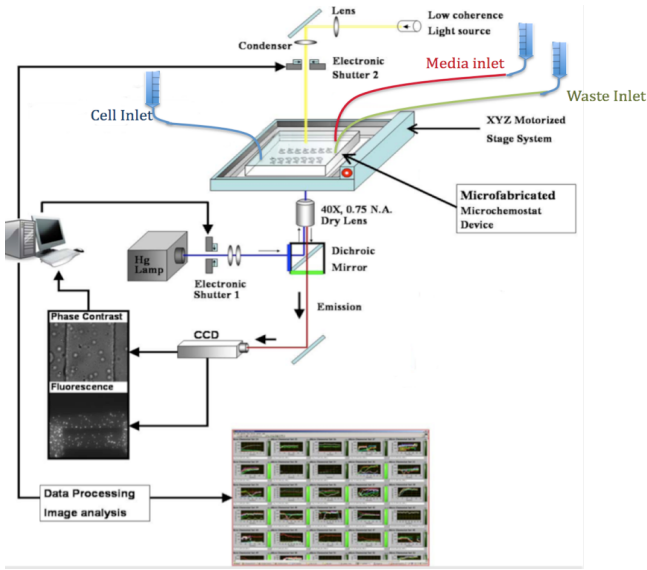 Lens
Low coherence
Light source
Condenser
Electronic
Shutter 2
Media inlet
Waste Inlet
Cell Inlet
XYZ Motorized
Stage System
Microfabricated
Microchemostat
Device
40X, 0.75 N.A.
Dry Lens
Hg
Lamp
Dichroic
Mirror
Electronic
Shutter 1
Emission
Phase Contrast
CCD
Fluorescence
Data Processing
Image analysis